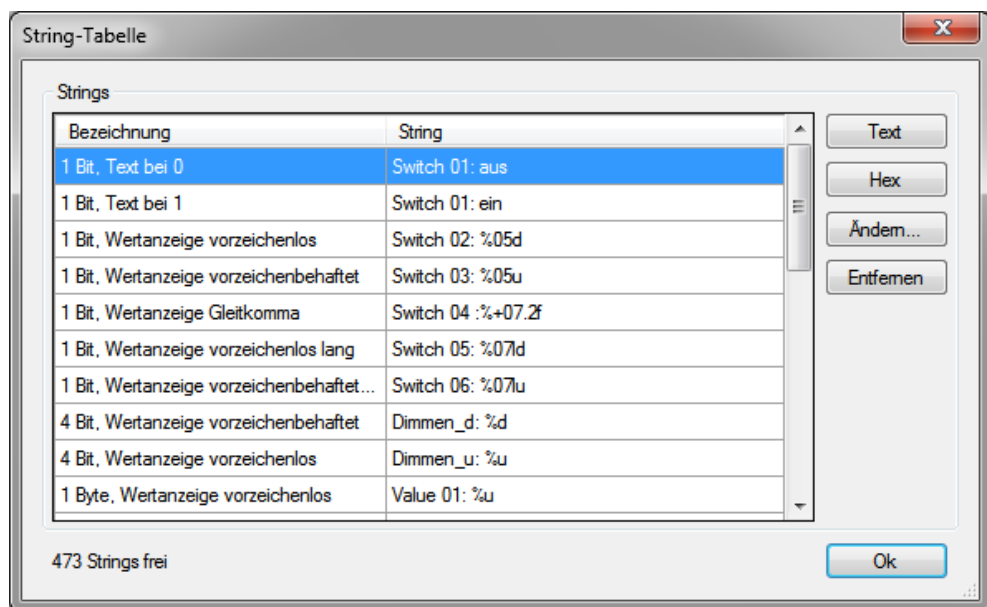 String-Tabelle
Strings
Bezeichnung String
1 Bit, Text bei 0 Switch 01: aus
1 Bit, Text bei 1 Switch 01: ein
1 Bit, Wertanzeige vorzeichenlos Switch 02: %05d
1 Bit, Wertanzeige vorzeichenbehaftet Switch 03: %05u
1 Bit, Wertanzeige Gleitkomma Switch 04 :%+07.2f
1 Bit, Wertanzeige vorzeichenlos lang Switch 05: %07ld
1 Bit, Wertanzeige vorzeichenbehaftet... Switch 06: %07lu
4 Bit, Wertanzeige vorzeichenbehaftet Dimmen_d: %d
4 Bit, Wertanzeige vorzeichenlos Dimmen_u: %u
1 Byte, Wertanzeige vorzeichenlos Value 01: %u
Text
Hex
Ändern...
Entfernen
473 Strings frei
Ok